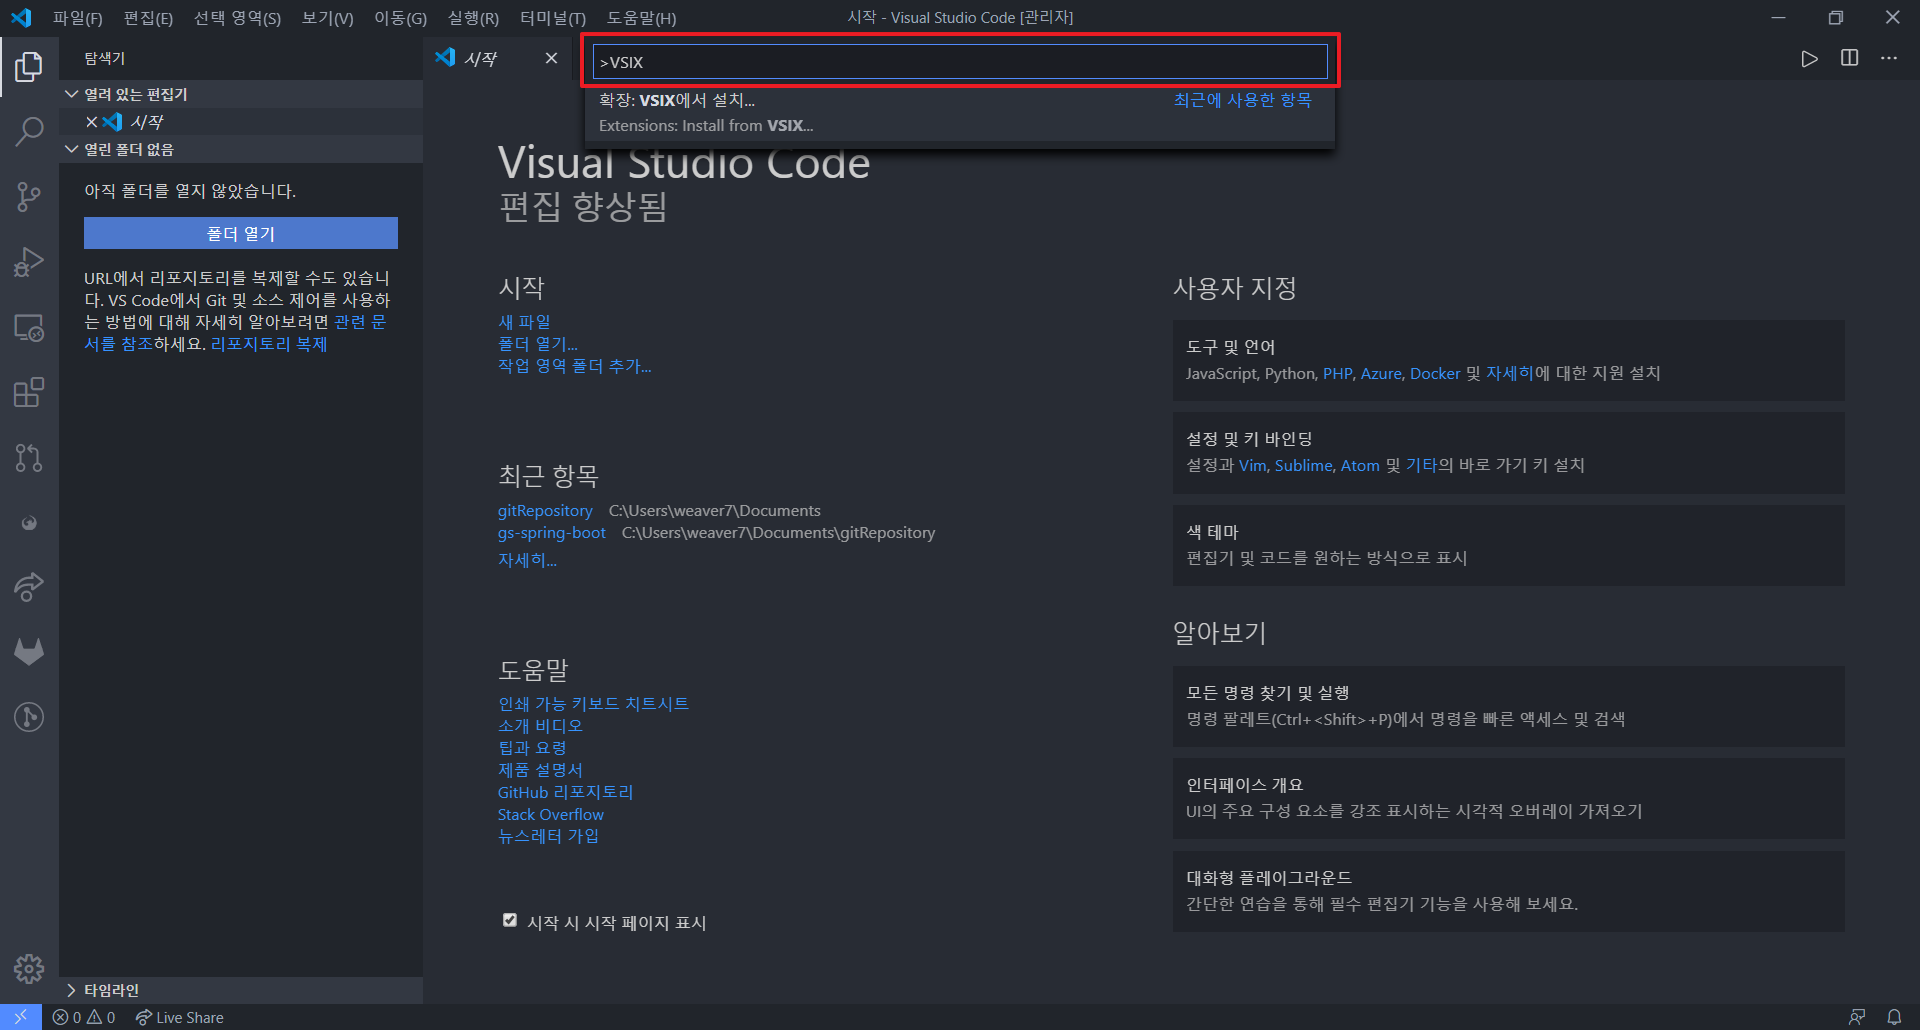 파일(F) 편집(E) 선택 영역(S) 보기(V) 이동(G) 실행(R) 터미널(T) 도움말(H)
시작 - Visual Studio Code [관리자]
탐색기
열려 있는 편집기
시작
열린 폴더 없음
아직 폴더를 열지 않았습니다.
폴더 열기
URL에서 리포지토리를 복제할 수도 있습니
다. VS Code에서 Git 및 소스 제어를 사용하
는 방법에 대해 자세히 알아보려면 관련 문
서를 참조하세요. 리포지토리 복제
타임라인
시작
>VSIX
확장: VSIX에서 설치...
최근에 사용한 항목
Extensions: Install from VSIX...
Visual Studio Code
편집 향상됨
시작
새 파일
폴더 열기...
작업 영역 폴더 추가...
최근 항목
gitRepository C:\Users\weaver7\Documents
gs-spring-boot C:\Users\weaver7\Documents\gitRepository
자세히...
도움말
인쇄 가능 키보드 치트시트
소개 비디오
팁과 요령
제품 설명서
GitHub 리포지토리
Stack Overflow
뉴스레터 가입
시작 시 시작 페이지 표시
사용자 지정
도구 및 언어
JavaScript, Python, PHP, Azure, Docker 및 자세히에 대한 지원 설치
설정 및 키 바인딩
설정과 Vim, Sublime, Atom 및 기타의 바로 가기 키 설치
색 테마
편집기 및 코드를 원하는 방식으로 표시
알아보기
모든 명령 찾기 및 실행
명령 팔레트(Ctrl+<Shift>+P)에서 명령을 빠른 액세스 및 검색
인터페이스 개요
UI의 주요 구성 요소를 강조 표시하는 시각적 오버레이 가져오기
대화형 플레이그라운드
간단한 연습을 통해 필수 편집기 기능을 사용해 보세요.
0 0 Live Share